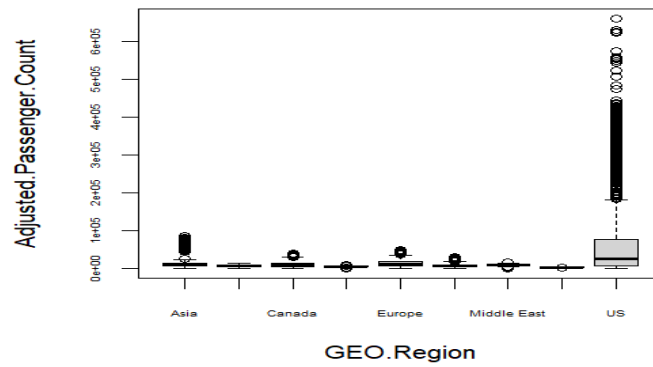 Adjusted.Passenger.Count
6e+05
5e+05
4e+05
3e+05
2e+05
1e+05
0e+00
Asia Canada Europe Middle East US
GEO.Region